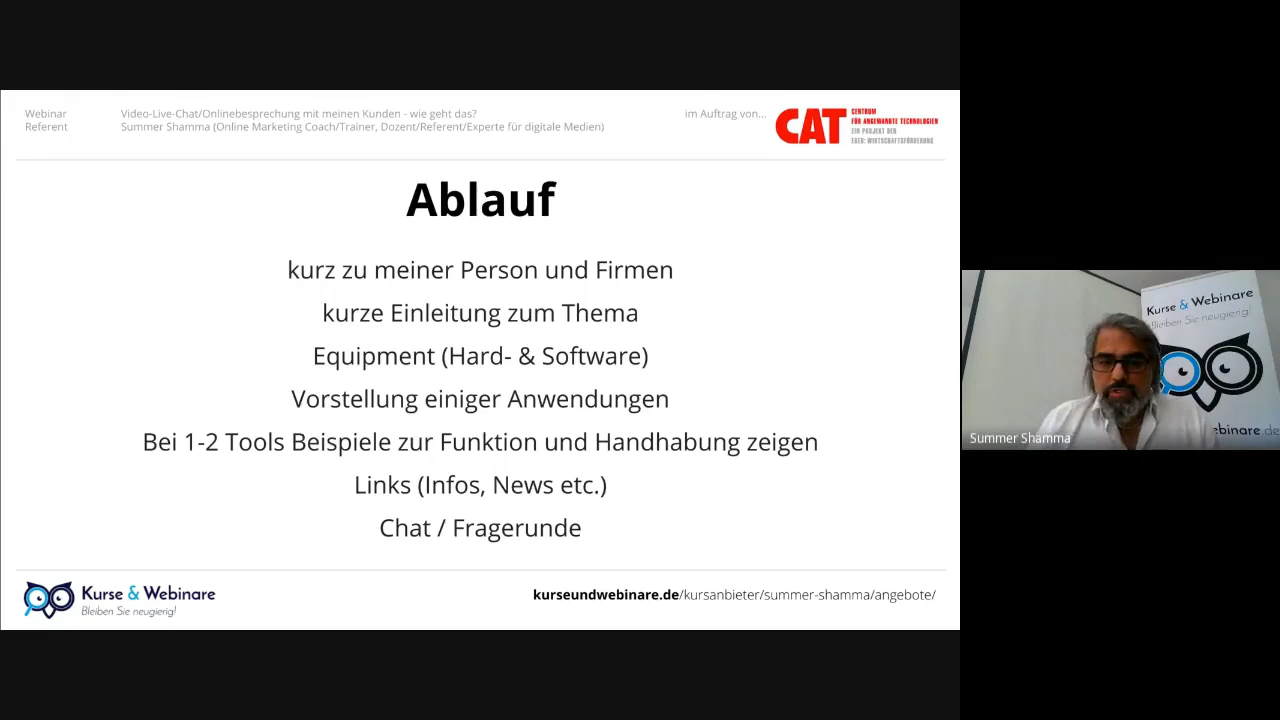 Webinar Video-Live-Chat/Onlinebesprechung mit meinen Kunden - wie geht das?
Referent Summer Shamma (Online Marketing Coach/Trainer, Dozent/Referent/Experte für digitale Medien)
im Auftrag von...
CAT
CENTRUM
FÜR ANGEWANDTE TECHNOLOGIEN
EIN PROJEKT DER
EGEB: WIRTSCHAFTSFÖRDERUNG
Ablauf
kurz zu meiner Person und Firmen
kurze Einleitung zum Thema
Equipment (Hard- & Software)
Vorstellung einiger Anwendungen
Bei 1-2 Tools Beispiele zur Funktion und Handhabung zeigen
Links (Infos, News etc.)
Chat / Fragerunde
Kurse & Webinare
Bleiben Sie neugierig!
kurseundwebinare.de/kursanbieter/summer-shamma/angebote/
Kurse & Webinare
Bleiben Sie neugierig!
ebinare.de
Summer Shamma